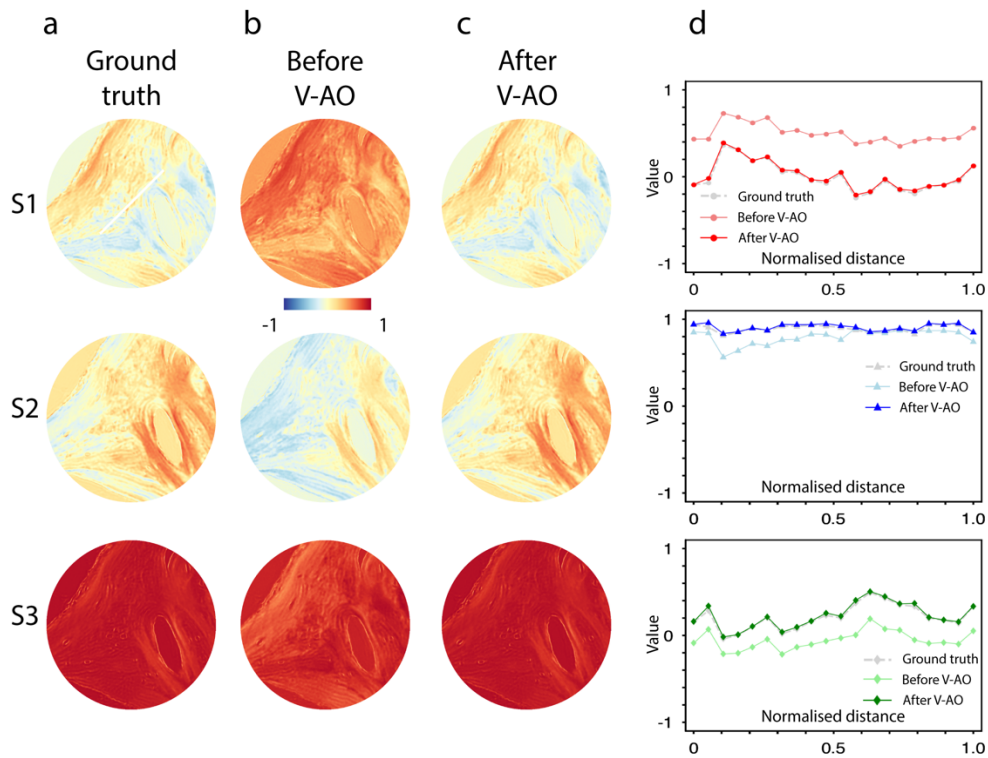 a
b
c
d
Ground
truth
Before
V-AO
After
V-AO
S1
-1
1
S2
S3
1
0
-1
Value
Ground truth
Before V-AO
After V-AO
Normalised distance
0
0.5
1.0
1
0
-1
Value
Ground truth
Before V-AO
After V-AO
Normalised distance
0
0.5
1.0
1
0
-1
Value
Ground truth
Before V-AO
After V-AO
Normalised distance
0
0.5
1.0